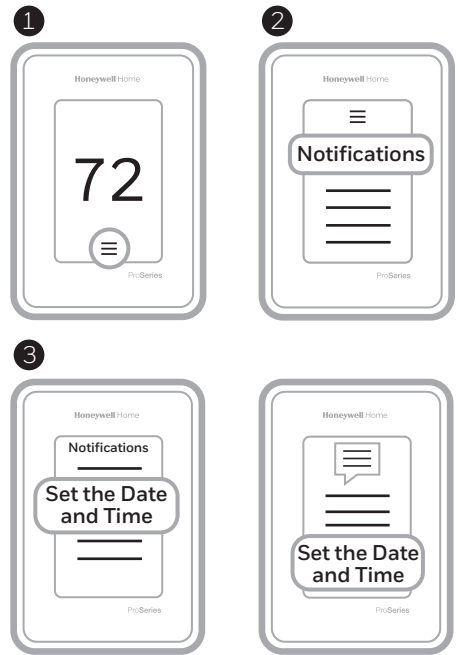 1
Honeywell Home
72
ProSeries
2
Honeywell Home
Notifications
ProSeries
3
Honeywell Home
Notifications
Set the Date
and Time
ProSeries
Honeywell Home
Set the Date
and Time
ProSeries